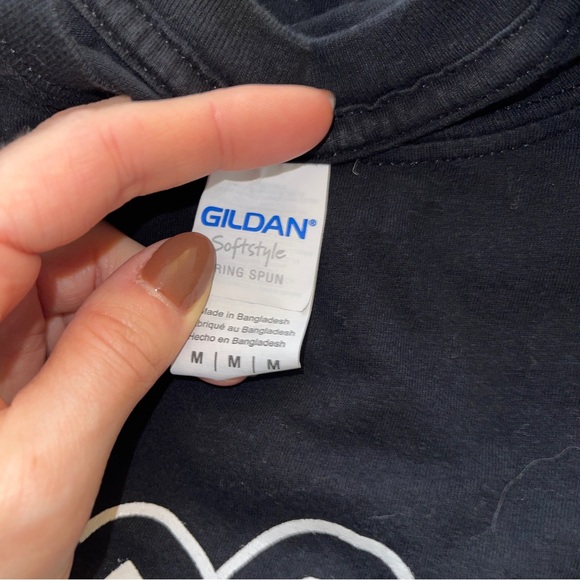 GILDAN®
Softstyle
RING SPUN
Made in Bangladesh
Fabriqué au Bangladesh
Hecho en Bangladesh
M | M | M